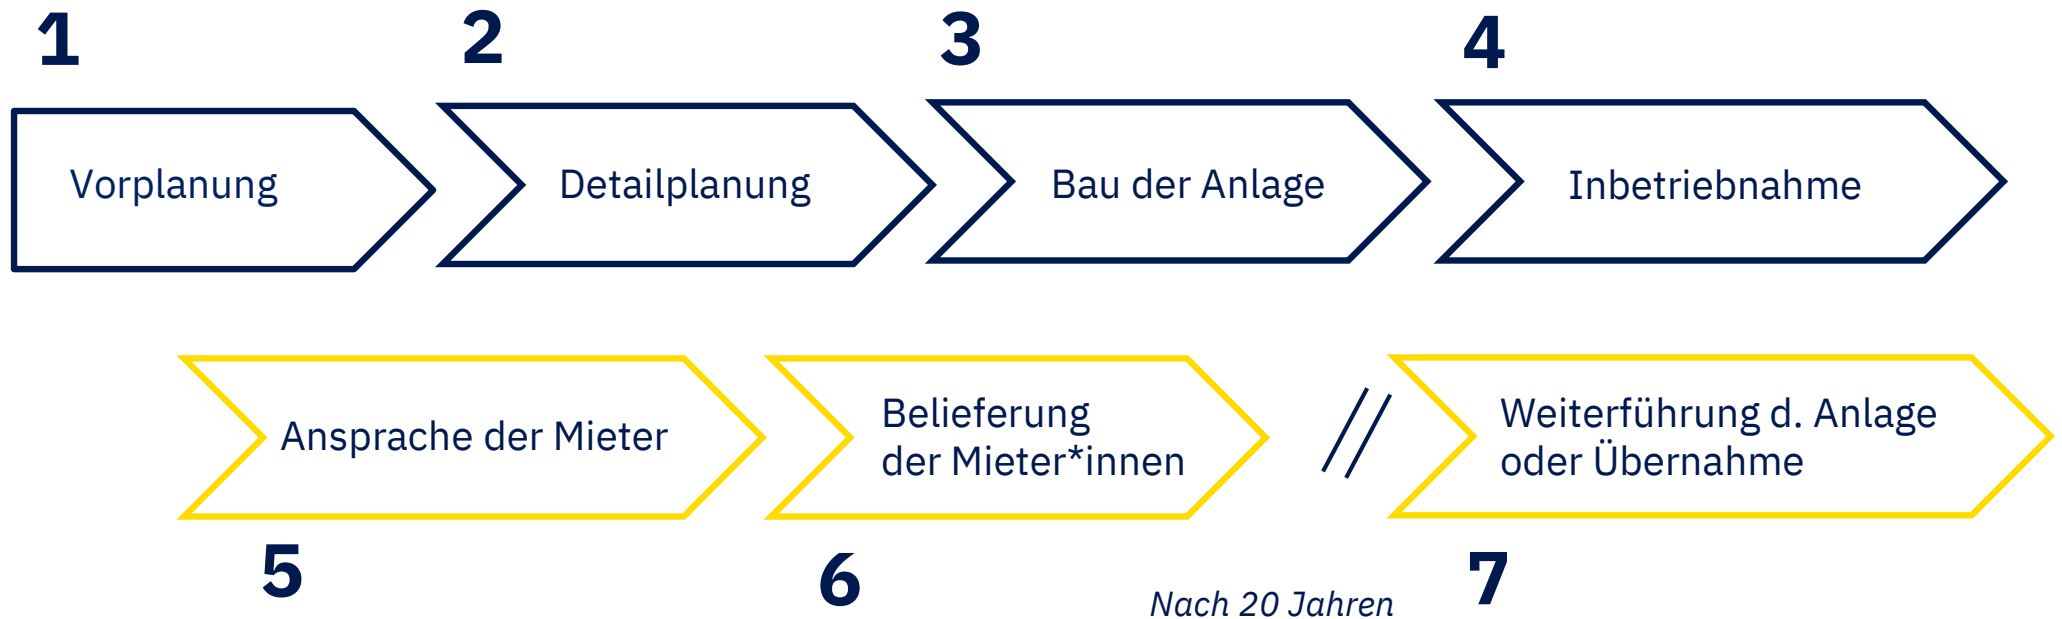 1
Vorplanung
2
Detailplanung
3
Bau der Anlage
4
Inbetriebnahme
5
Ansprache der Mieter
6
Belieferung
der Mieter*innen
Nach 20 Jahren
7
Weiterführung d. Anlage
oder Übernahme